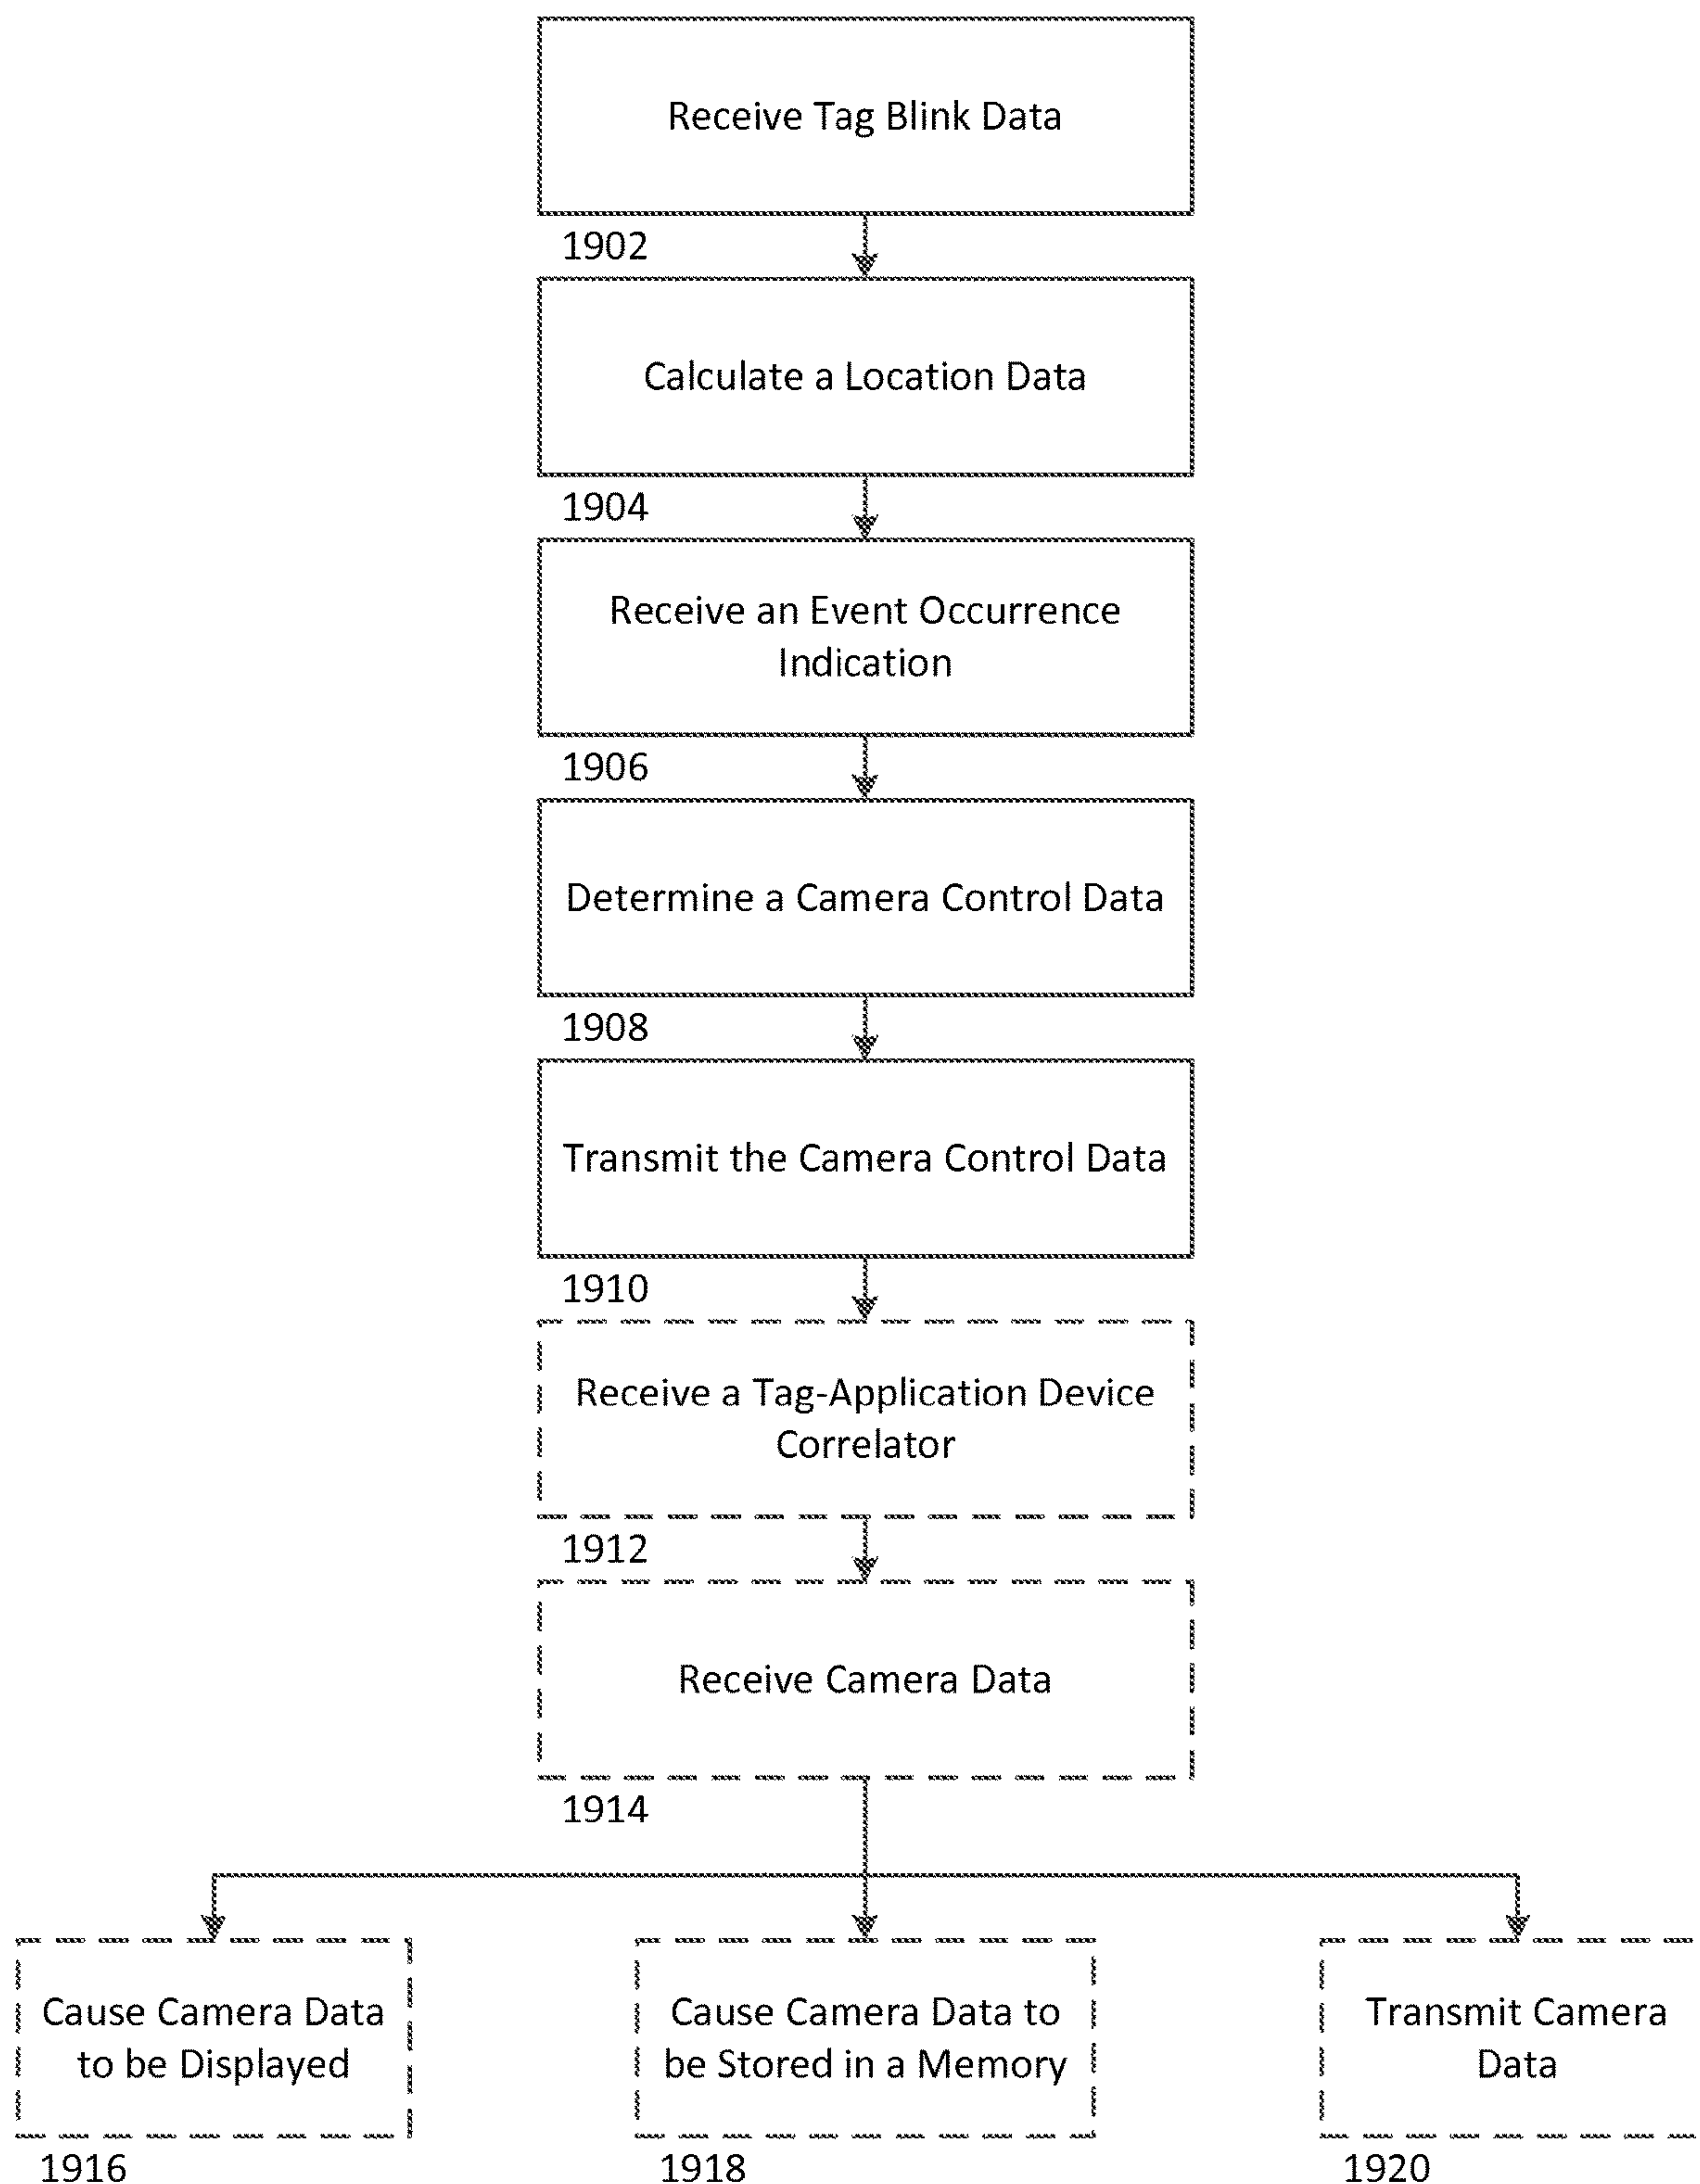 Receive Tag Blink Data
1902
Calculate a Location Data
1904
Receive an Event Occurrence
Indication
1906
Determine a Camera Control Data
1908
Transmit the Camera Control Data
1910
Receive a Tag-Application Device
Correlator
1912
Receive Camera Data
1914
Cause Camera Data
to be Displayed
1916
Cause Camera Data to
be Stored in a Memory
1918
Transmit Camera
Data
1920